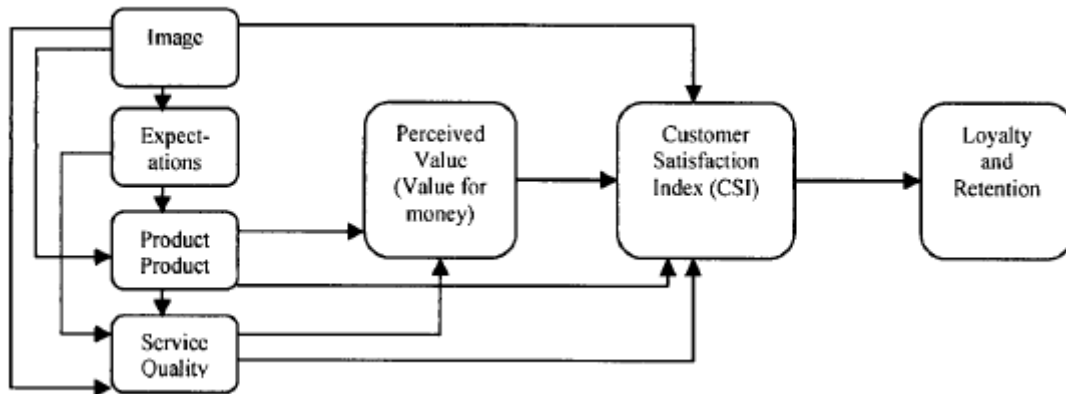 Image
Expect-
ations
Product
Product
Service
Quality
Perceived
Value
(Value for
money)
Customer
Satisfaction
Index (CSI)
Loyalty
and
Retention